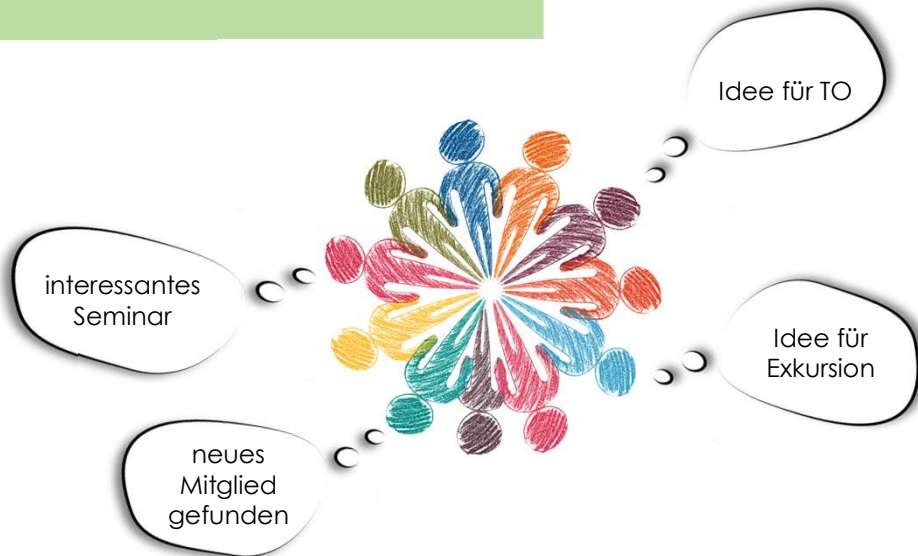 Idee für TO
interessantes
Seminar
Idee für
Exkursion
neues
Mitglied
gefunden